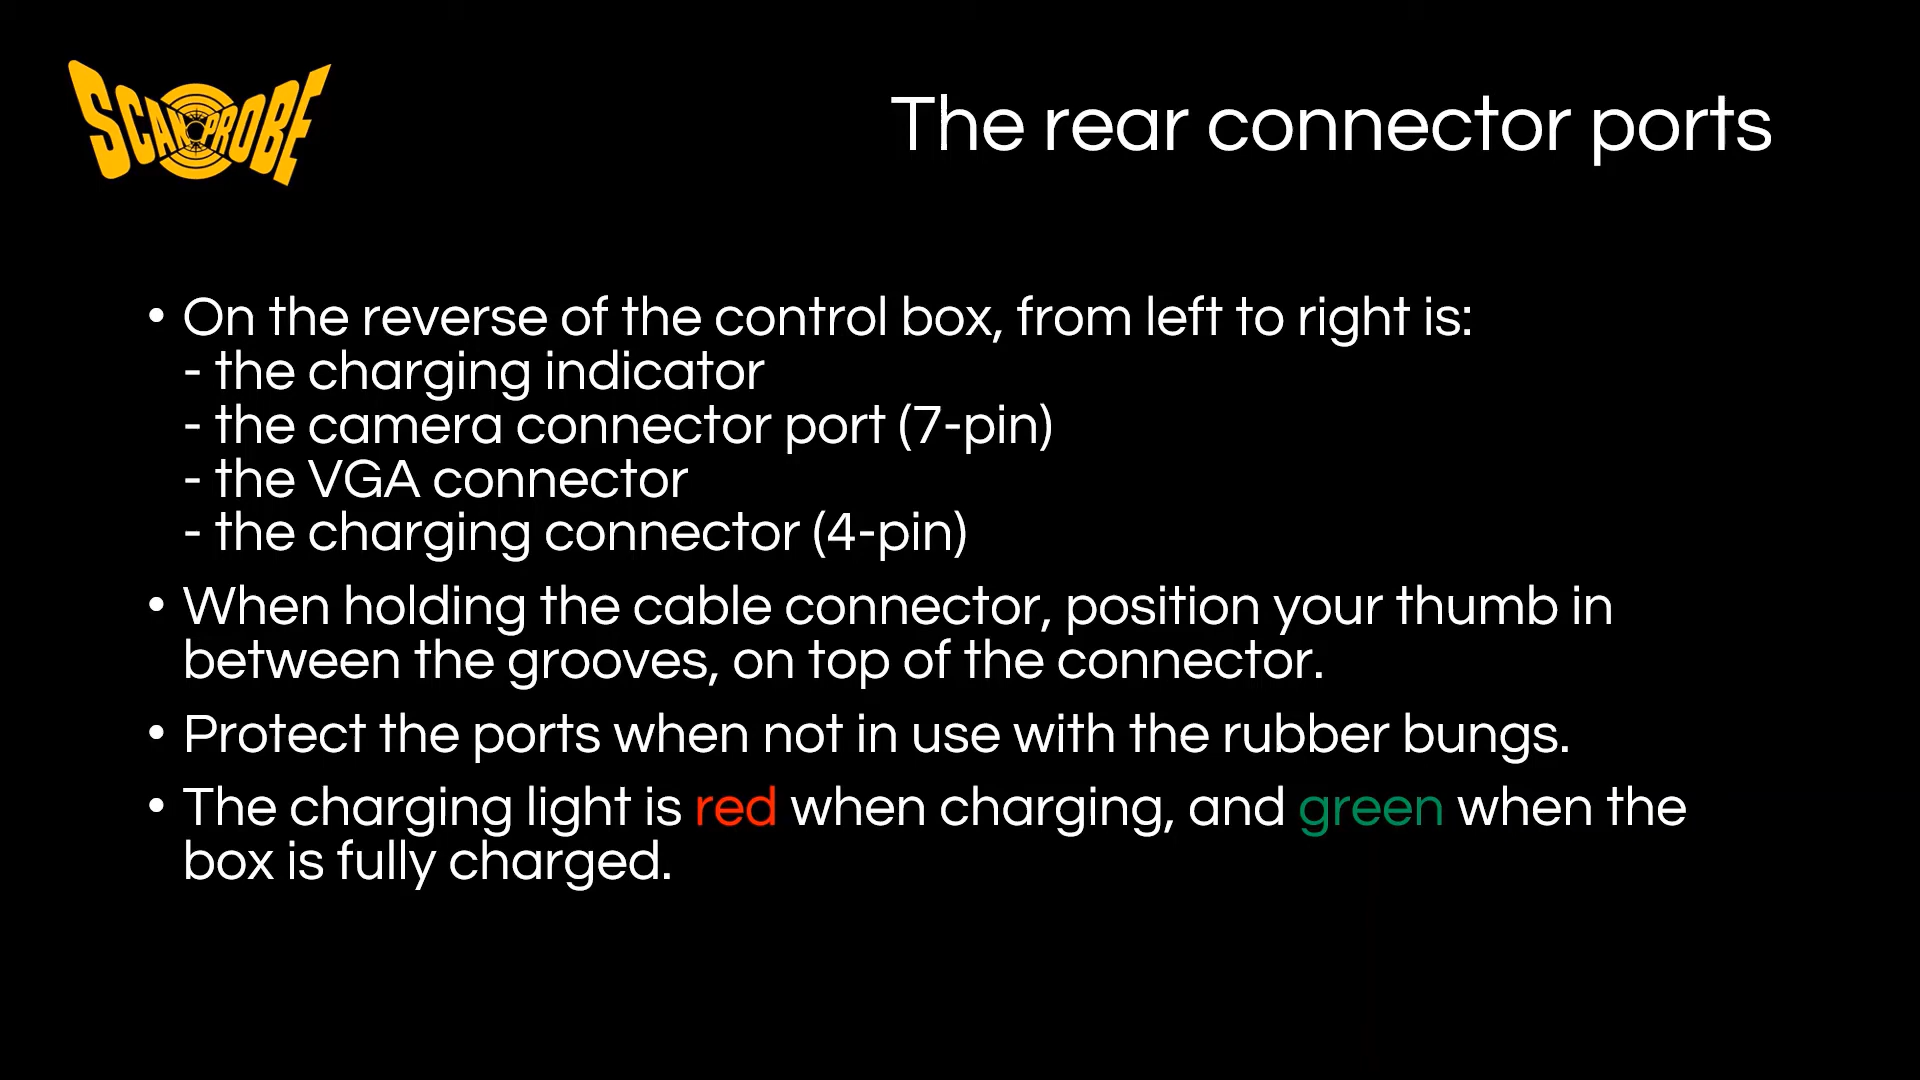 SCANPROBE
The rear connector ports
• On the reverse of the control box, from left to right is:
- the charging indicator
- the camera connector port (7-pin)
- the VGA connector
- the charging connector (4-pin)
• When holding the cable connector, position your thumb in
between the grooves, on top of the connector.
• Protect the ports when not in use with the rubber bungs.
• The charging light is red when charging, and green when the
box is fully charged.